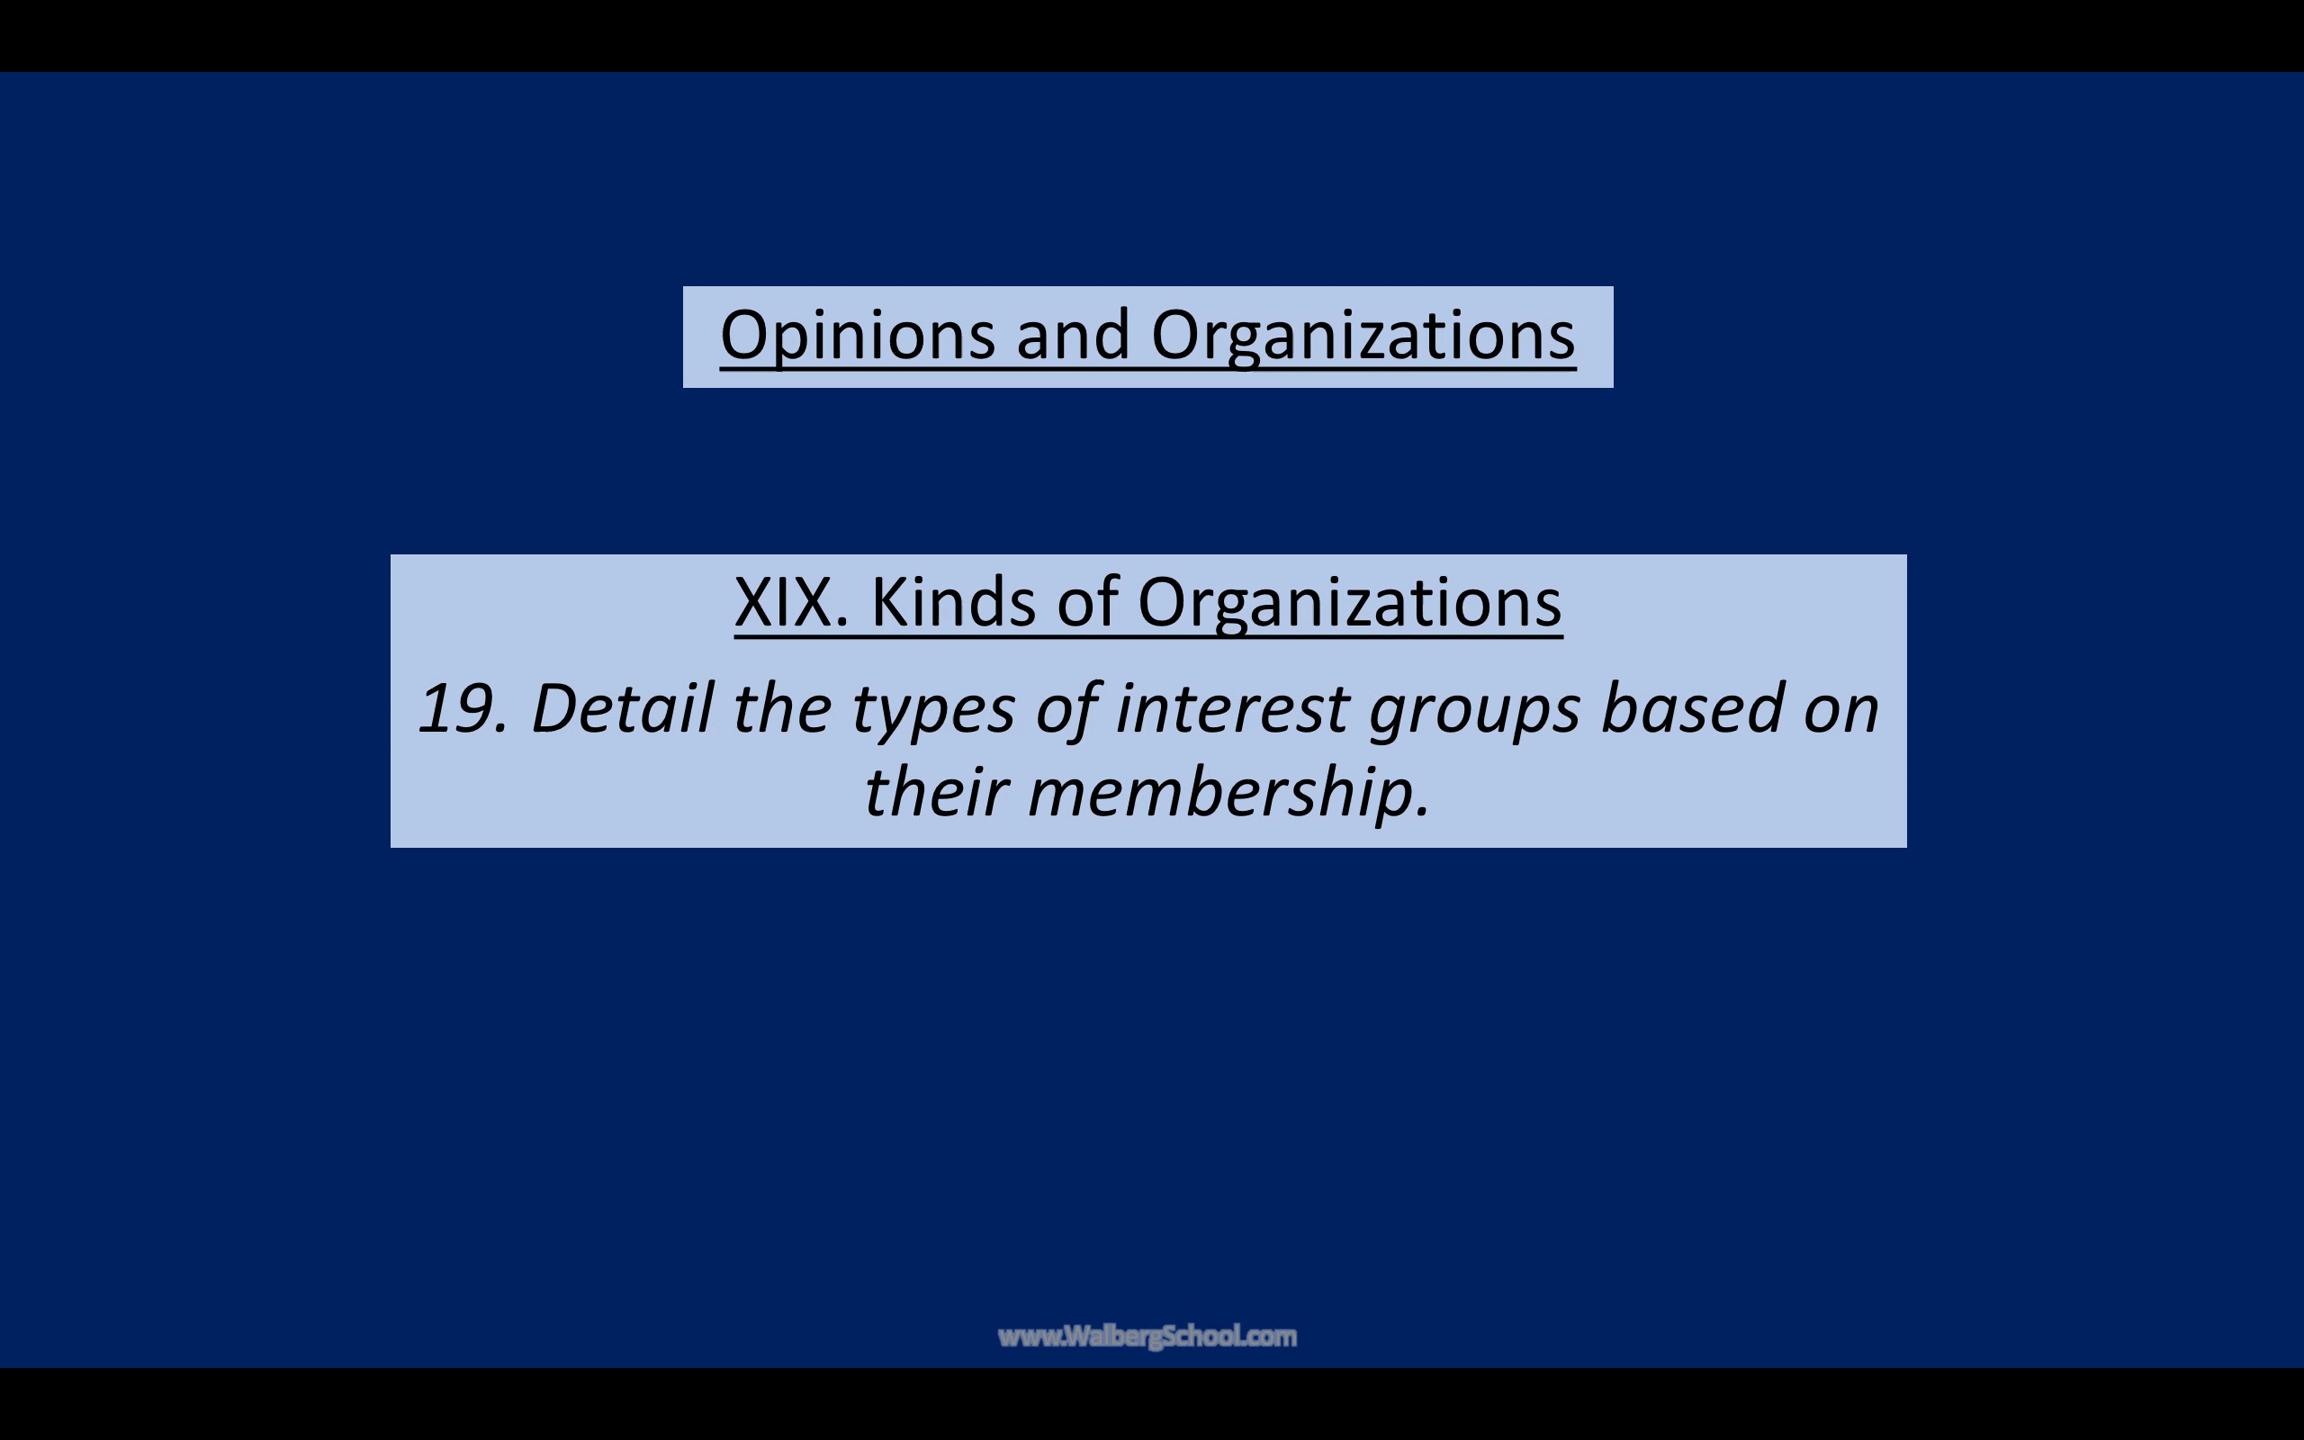 Opinions and Organizations
XIX. Kinds of Organizations
19. Detail the types of interest groups based on
their membership.
www.WalbergSchool.com